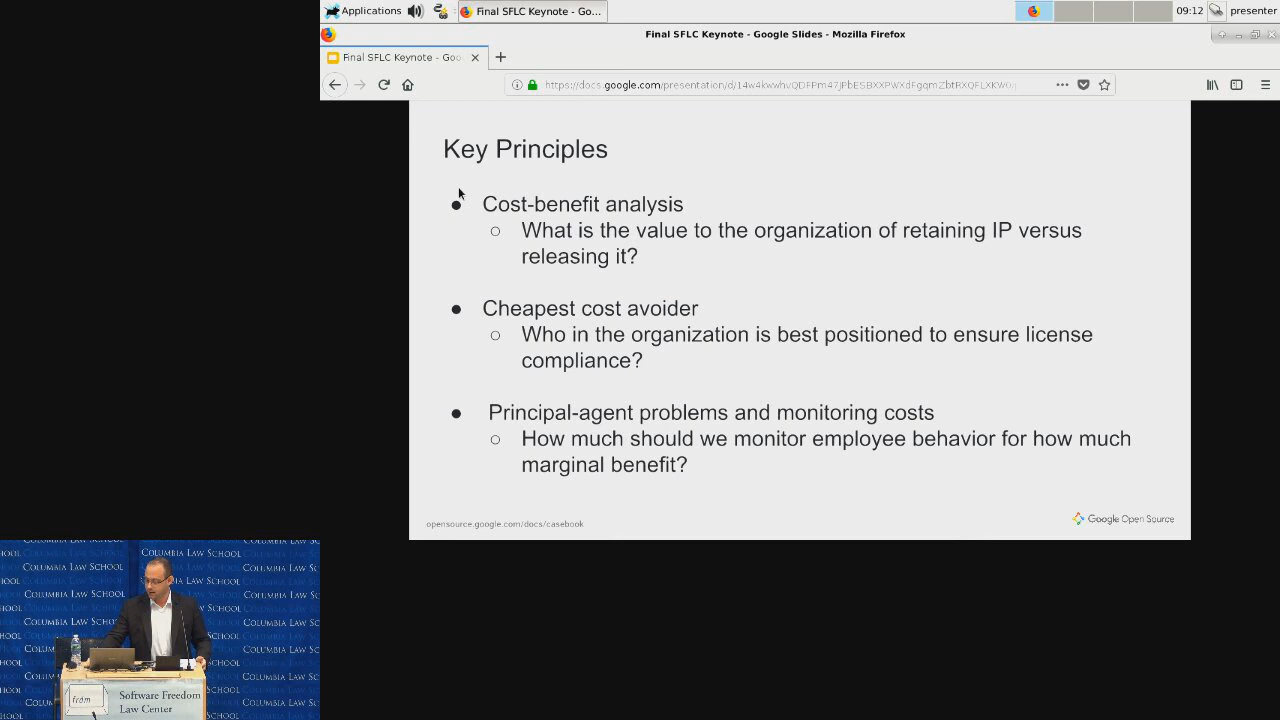 Applications
Final SFLC Keynote - Go...
09:12
presenter
Final SFLC Keynote - Google Slides - Mozilla Firefox
Final SFLC Keynote - Goo
Key Principles
● Cost-benefit analysis
○ What is the value to the organization of retaining IP versus
releasing it?
● Cheapest cost avoider
○ Who in the organization is best positioned to ensure license
compliance?
● Principal-agent problems and monitoring costs
○ How much should we monitor employee behavior for how much
marginal benefit?
opensource.google.com/docs/casebook
Google Open Source
COLUMBIA LAW SCHOOL
Software Freedom
Law Center